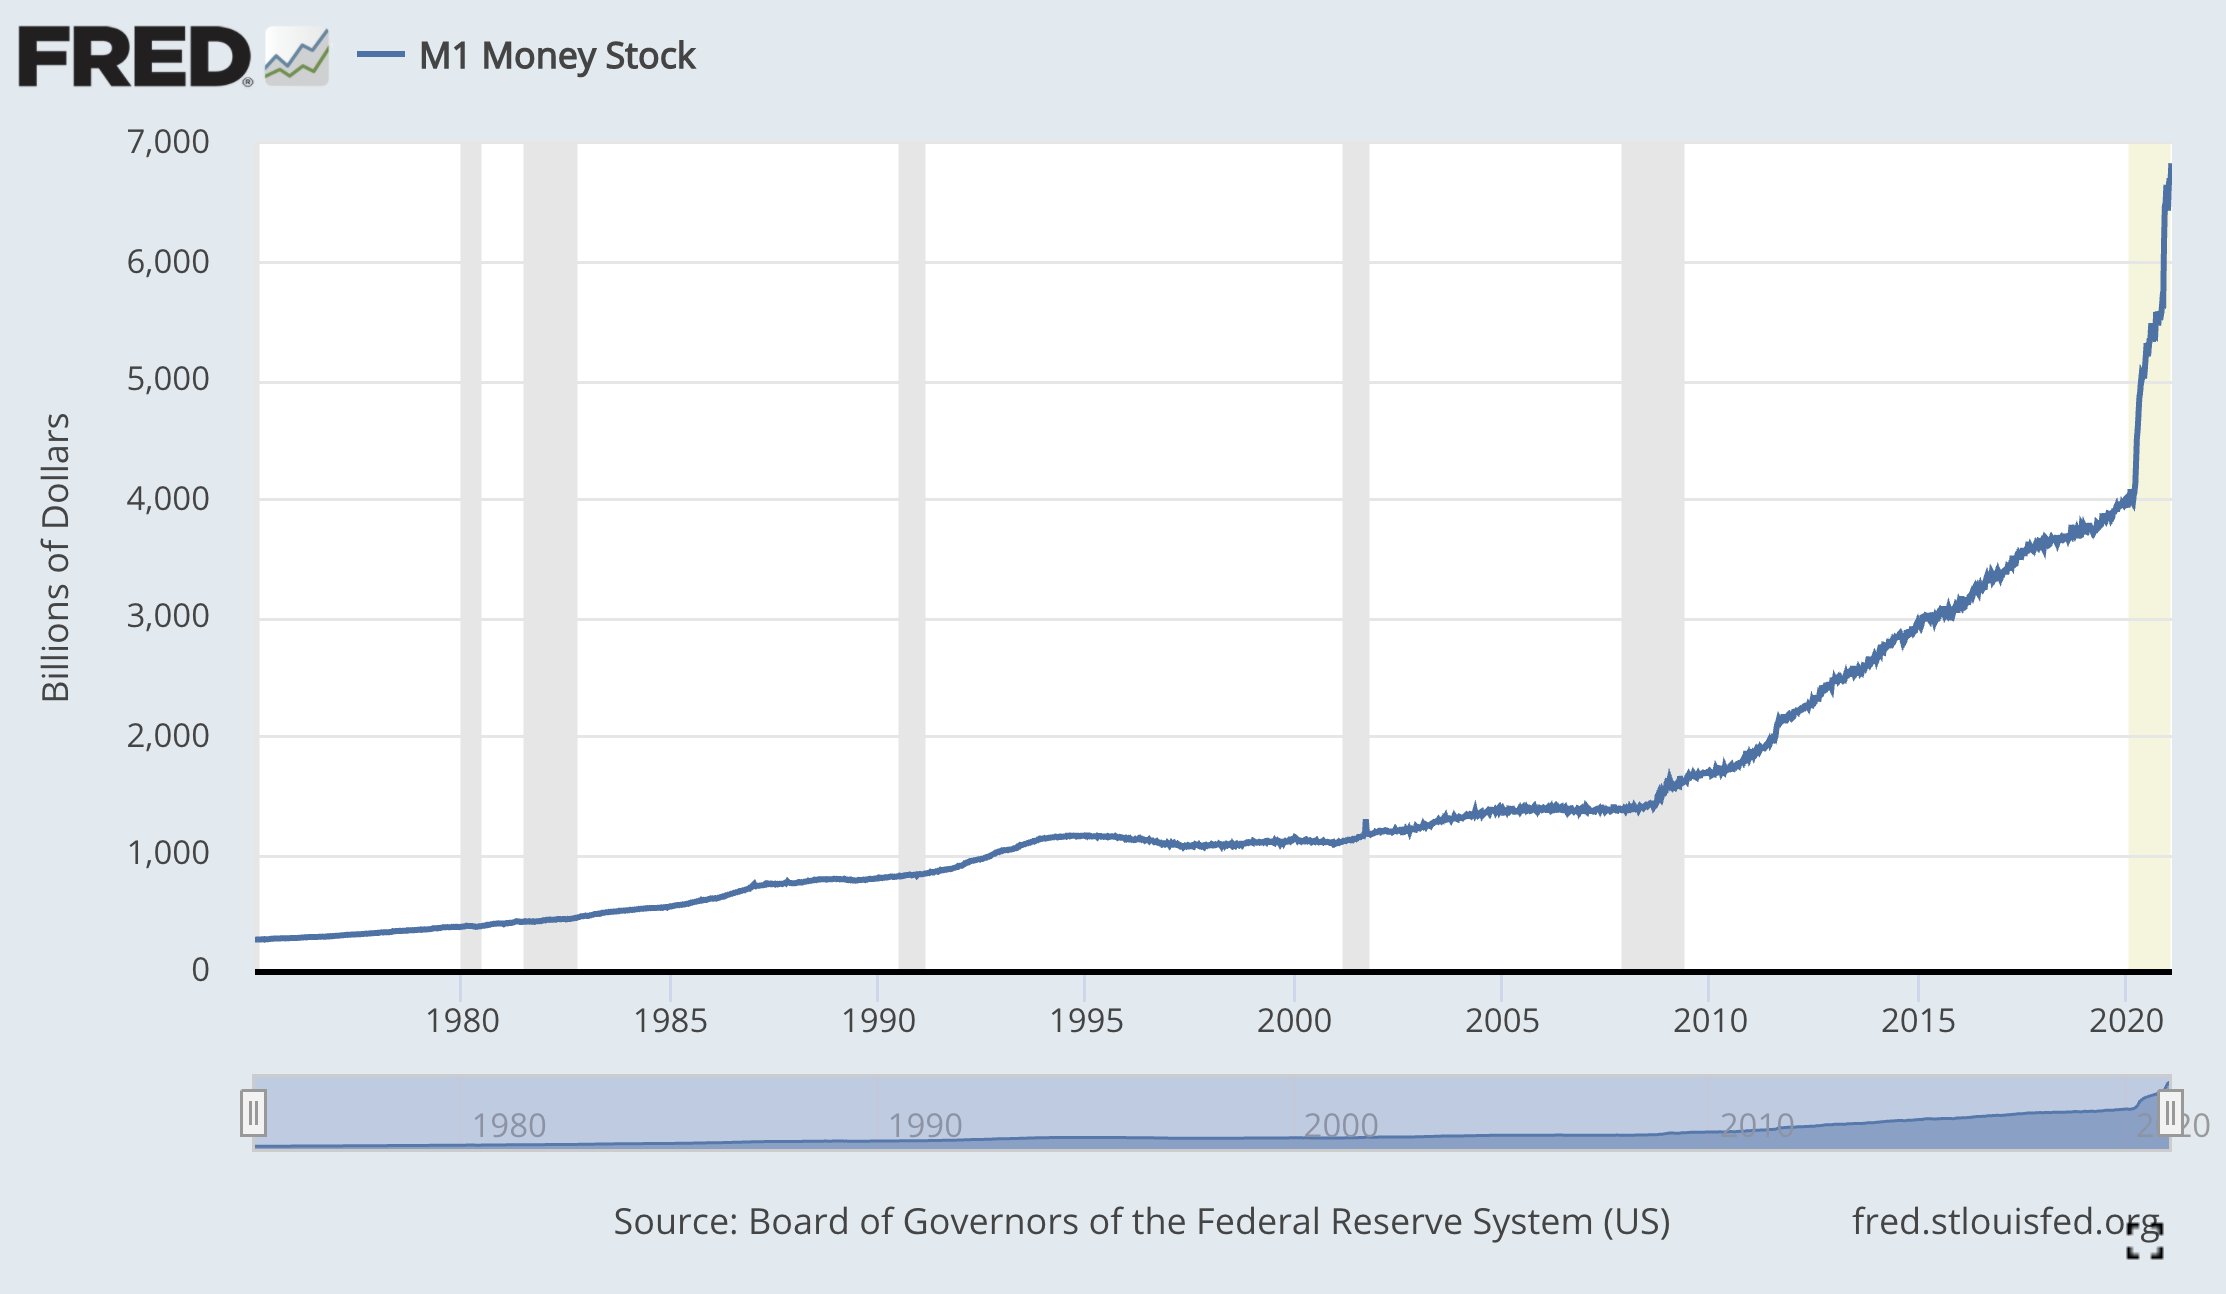 FRED®
M1 Money Stock
7,000
6,000
5,000
4,000
3,000
2,000
1,000
0
Billions of Dollars
1980 1985 1990 1995 2000 2005 2010 2015 2020
1980 1990 2000 2010 2020
Source: Board of Governors of the Federal Reserve System (US)
fred.stlouisfed.org